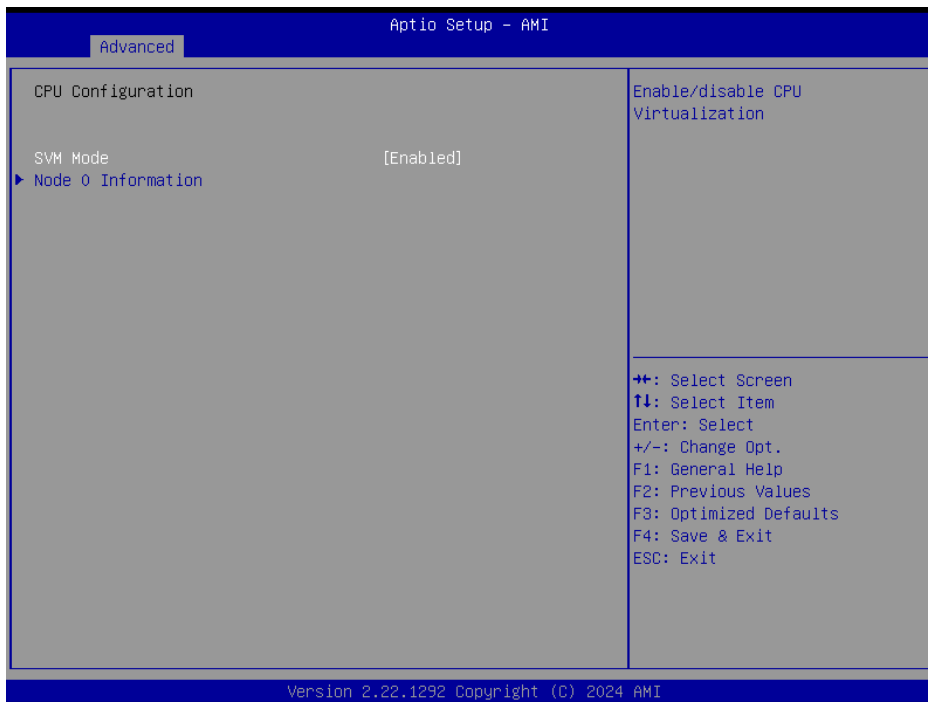 Aptio Setup – AMI
Advanced
CPU Configuration
SVM Mode [Enabled]
▶ Node 0 Information
Enable/disable CPU
Virtualization
→←: Select Screen
↑↓: Select Item
Enter: Select
+/-: Change Opt.
F1: General Help
F2: Previous Values
F3: Optimized Defaults
F4: Save & Exit
ESC: Exit
Version 2.22.1292 Copyright (C) 2024 AMI